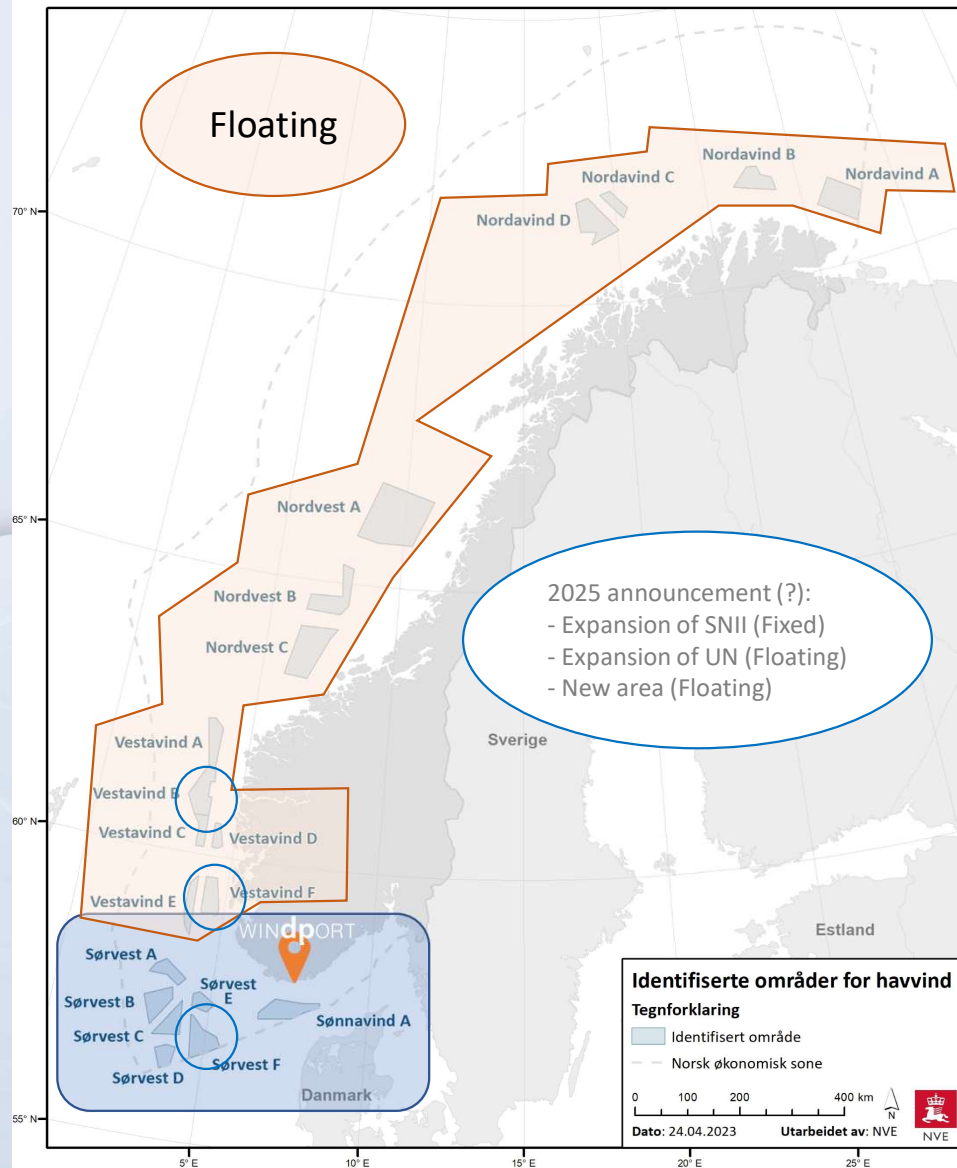 Floating
Nordavind B
Nordavind C
Nordavind A
Nordavind D
70° N
Nordvest A
65° N
Nordvest B
Nordvest C
2025 announcement (?):
- Expansion of SNII (Fixed)
- Expansion of UN (Floating)
- New area (Floating)
Vestavind A
Sverige
Vestavind B
60° N
Vestavind C
Vestavind D
Vestavind E
Vestavind F
WINdpORT
Estland
Sørvest A
Sørvest
E
Sørvest B
Sønnavind A
Sørvest C
Sørvest D
Sørvest F
Danmark
55° N
Identifiserte områder for havvind
Tegnforklaring
Identifisert område
Norsk økonomisk sone
0 100 200 400 km
N
Dato: 24.04.2023 Utarbeidet av: NVE
NVE
5° E 10° E 15° E 20° E 25° E